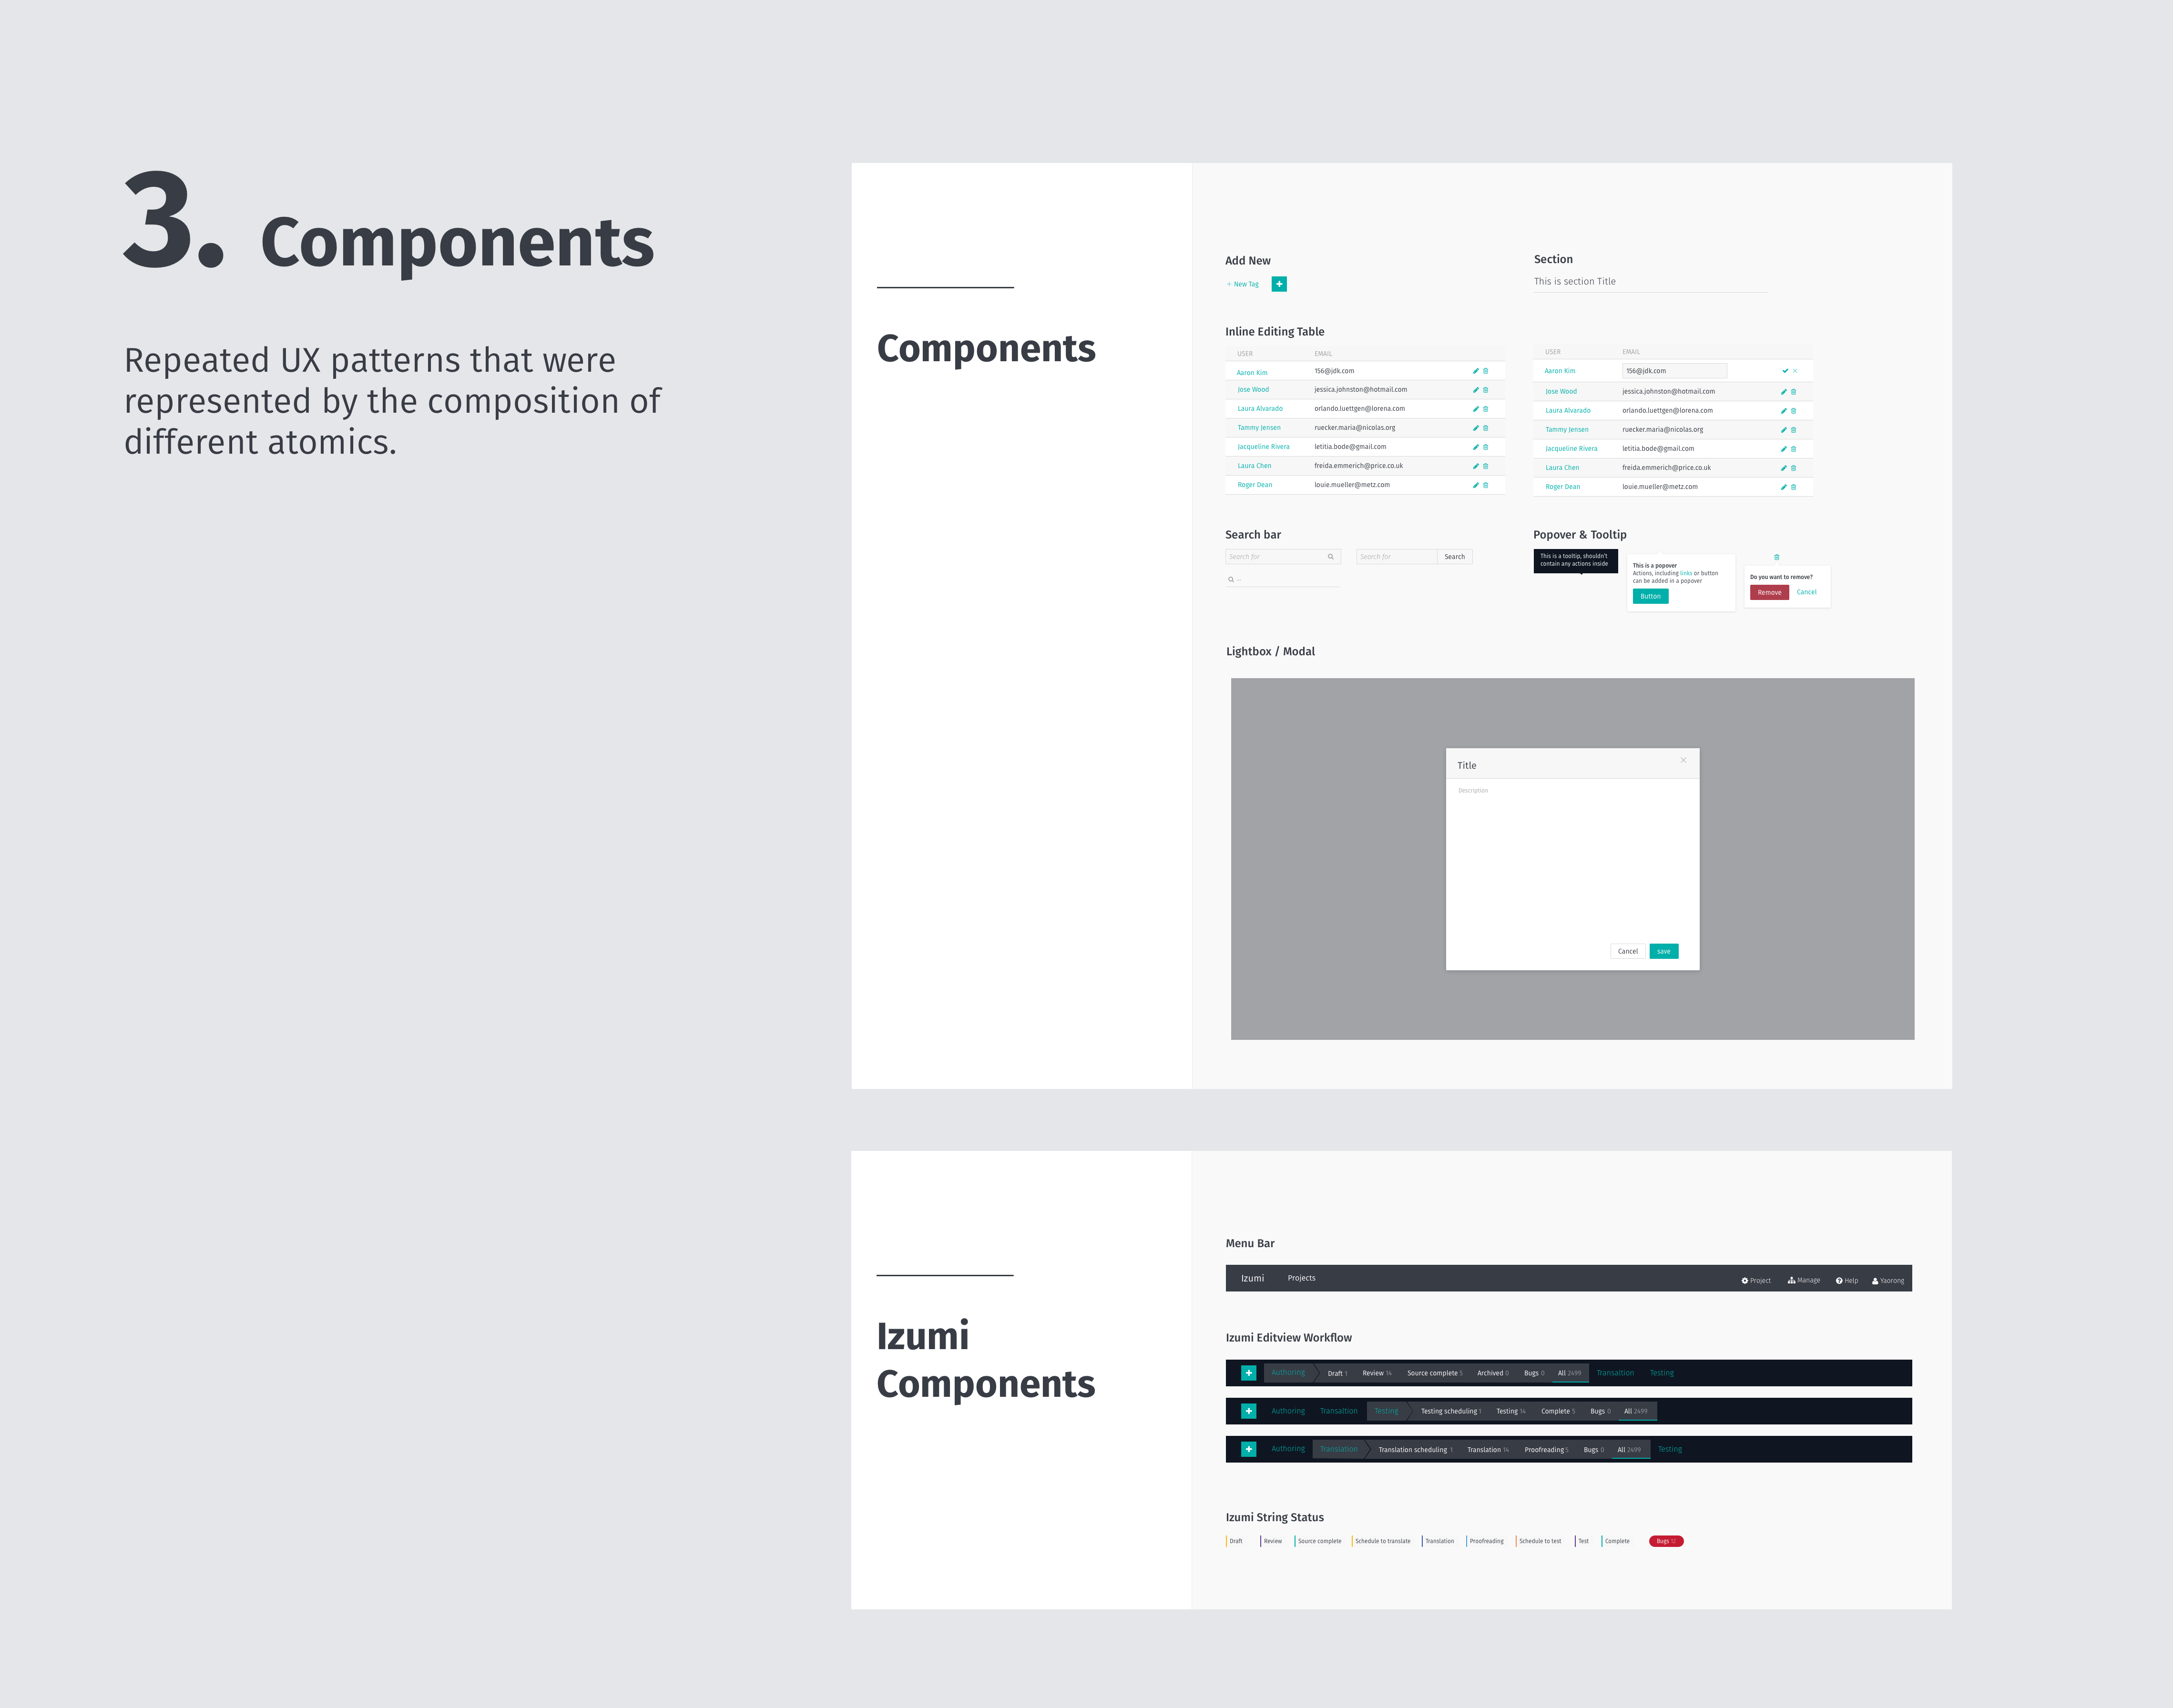 3. Components
Repeated UX patterns that were
represented by the composition of
different atomics.
Components
Add New
+ New Tag
Section
This is section Title
Inline Editing Table
USER EMAIL
Aaron Kim 156@jdk.com
Jose Wood jessica.johnston@hotmail.com
Laura Alvarado orlando.luettgen@lorena.com
Tammy Jensen ruecker.maria@nicolas.org
Jacqueline Rivera letitia.bode@gmail.com
Laura Chen freida.emmerich@price.co.uk
Roger Dean louie.mueller@metz.com
USER EMAIL
Aaron Kim 156@jdk.com
Jose Wood jessica.johnston@hotmail.com
Laura Alvarado orlando.luettgen@lorena.com
Tammy Jensen ruecker.maria@nicolas.org
Jacqueline Rivera letitia.bode@gmail.com
Laura Chen freida.emmerich@price.co.uk
Roger Dean louie.mueller@metz.com
Search bar
Search for
Search for Search
...
Popover & Tooltip
This is a tooltip, shouldn't
contain any actions inside
This is a popover
Actions, including links or button
can be added in a popover
Button
Do you want to remove?
Remove Cancel
Lightbox / Modal
Title
Description
Cancel save
Izumi
Components
Menu Bar
Izumi Projects Project Manage Help Yaorong
Izumi Editview Workflow
Authoring Draft 1 Review 14 Source complete 5 Archived 0 Bugs 0 All 2499 Transaltion Testing
Authoring Transaltion Testing Testing scheduling 1 Testing 14 Complete 5 Bugs 0 All 2499
Authoring Translation Translation scheduling 1 Translation 14 Proofreading 5 Bugs 0 All 2499 Testing
Izumi String Status
Draft Review Source complete Schedule to translate Translation Proofreading Schedule to test Test Complete Bugs 12